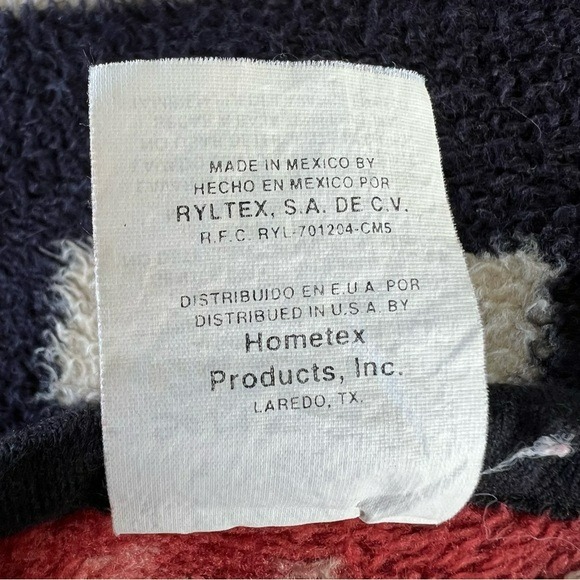 MADE IN MEXICO BY
HECHO EN MEXICO POR
RYLTEX, S.A. DE C.V.
R.F.C. RYL-701204-CM5
DISTRIBUIDO EN E.U.A. POR
DISTRIBUTED IN U.S.A. BY
Hometex
Products, Inc.
LAREDO, TX.